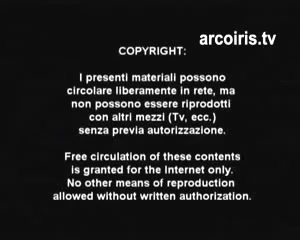 arcoiris.tv
COPYRIGHT:
I presenti materiali possono
circolare liberamente in rete, ma
non possono essere riprodotti
con altri mezzi (Tv, ecc.)
senza previa autorizzazione.
Free circulation of these contents
is granted for the Internet only.
No other means of reproduction
allowed without written authorization.